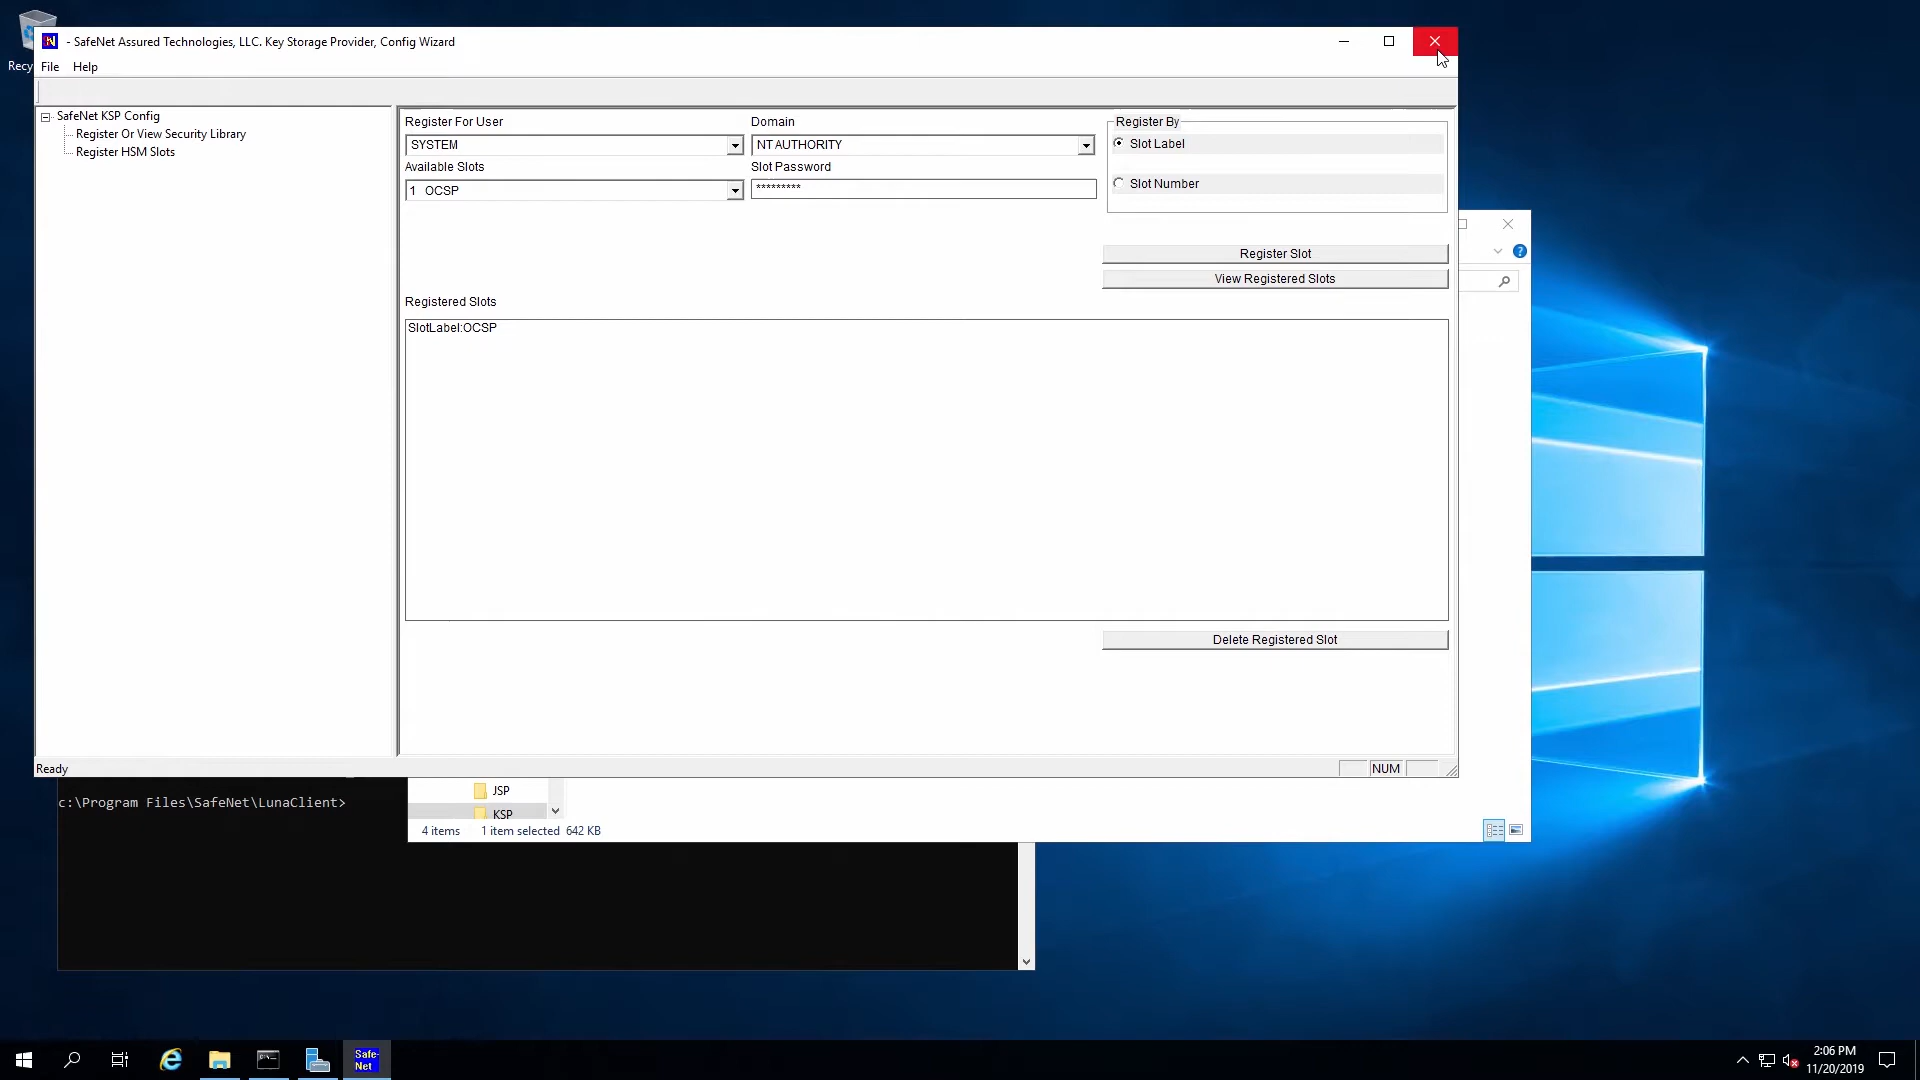 Recy
- SafeNet Assured Technologies, LLC. Key Storage Provider, Config Wizard
File Help
SafeNet KSP Config
Register Or View Security Library
Register HSM Slots
Register For User
Domain
SYSTEM
NT AUTHORITY
Available Slots
Slot Password
1 OCSP
*********
Register By
Slot Label
Slot Number
Register Slot
View Registered Slots
Registered Slots
SlotLabel:OCSP
Delete Registered Slot
Ready
NUM
c:\Program Files\SafeNet\LunaClient>
JSP
KSP
4 items 1 item selected 642 KB
Safe-
Net
2:06 PM
11/20/2019